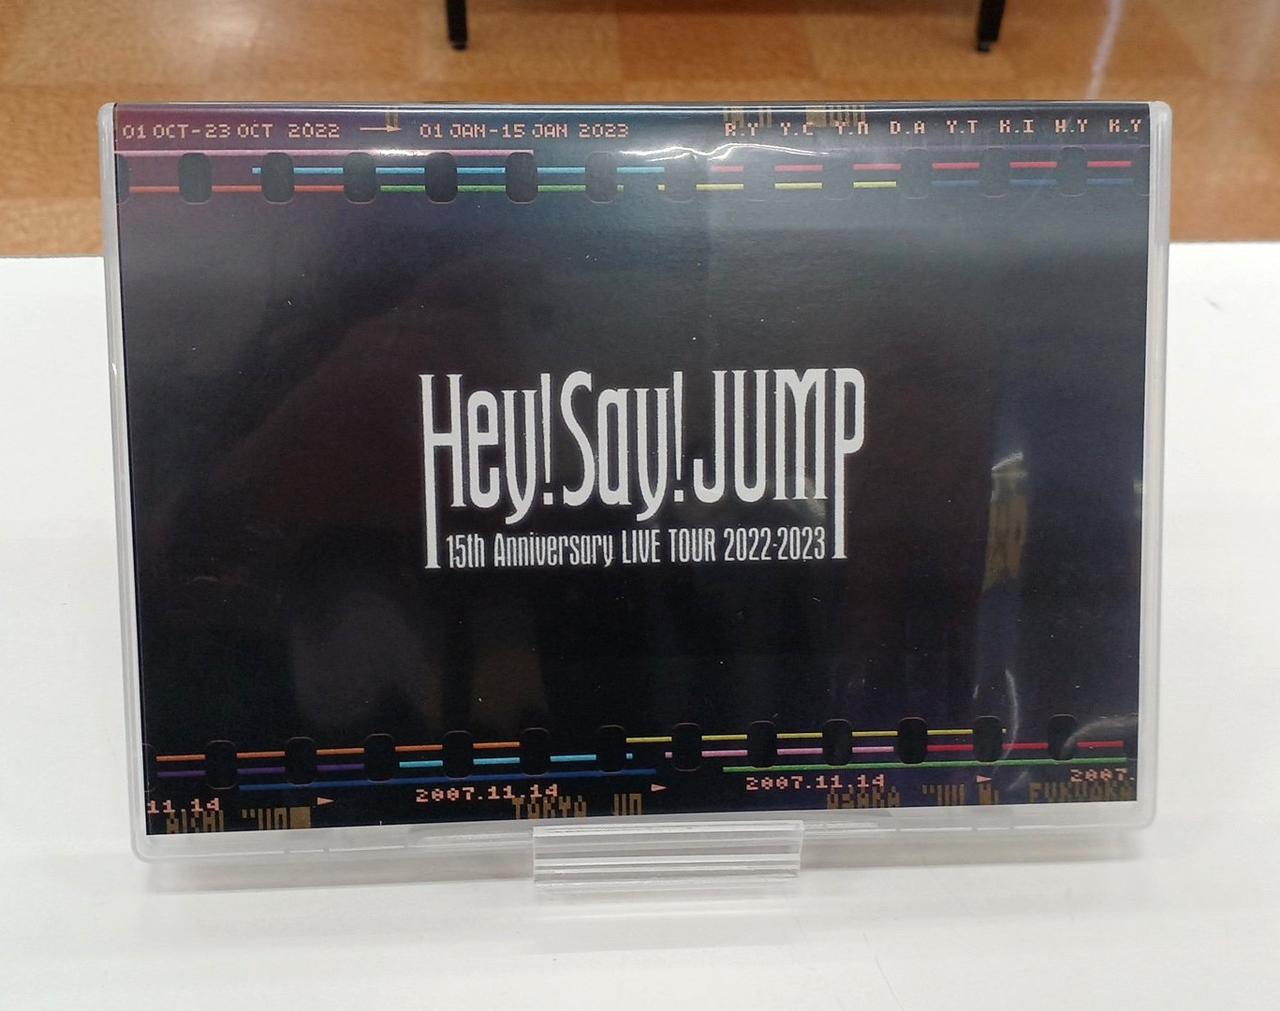 01 OCT-23 OCT 2022 → 01 JAN-15 JAN 2023 R.Y Y.C Y.N D.A Y.T K.I H.Y K.Y
Hey! Say! JUMP
15th Anniversary LIVE TOUR 2022-2023
11.14 2007.11.14 2007.11.14 2007.